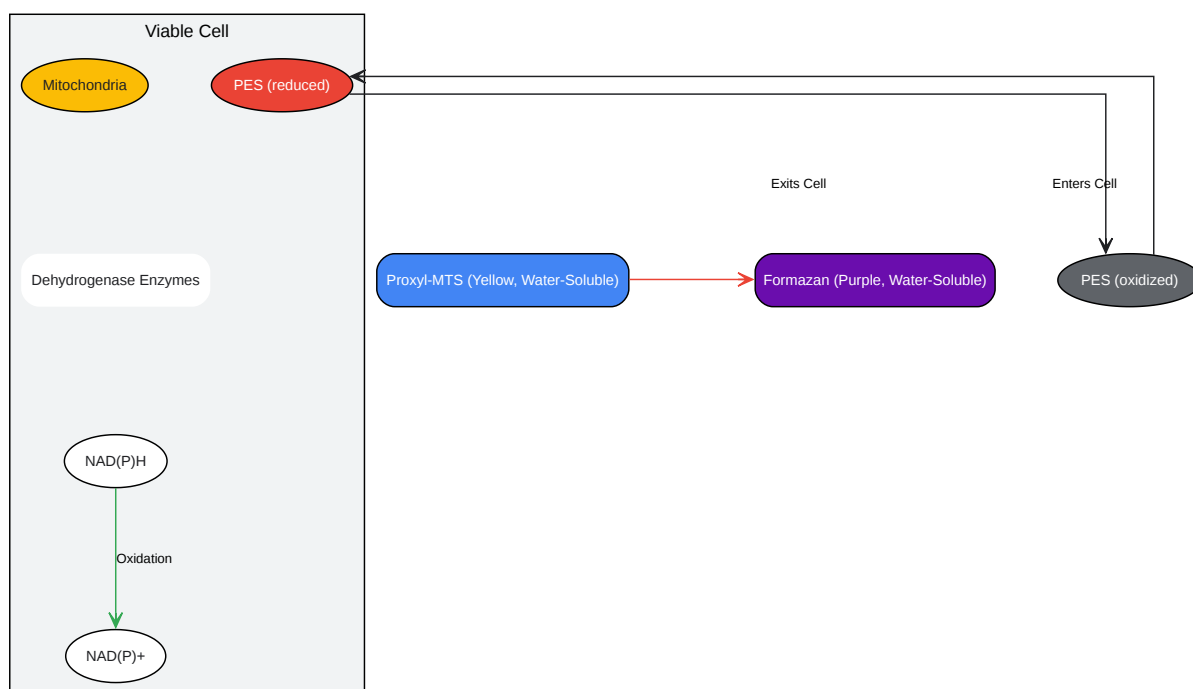 Viable Cell
Mitochondria
PES (reduced)
Exits Cell
Enters Cell
Dehydrogenase Enzymes
Proxyl-MTS (Yellow, Water-Soluble)
Formazan (Purple, Water-Soluble)
PES (oxidized)
NAD(P)H
Oxidation
NAD(P)+